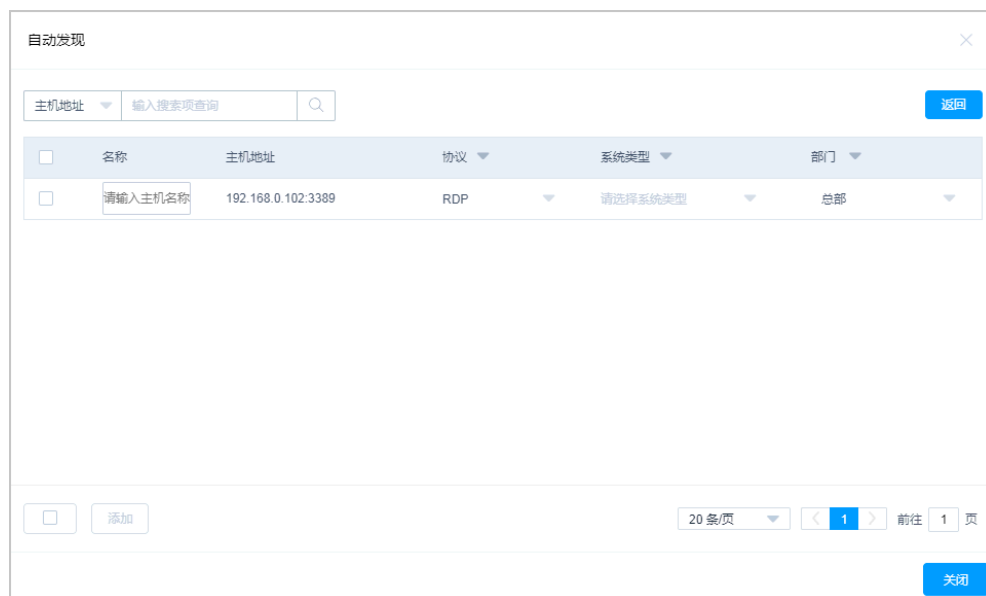 自动发现
主机地址 输入搜索项查询 返回
名称 主机地址 协议 系统类型 部门
请输入主机名称 192.168.0.102:3389 RDP 请选择系统类型 总部
添加 20 条/页 1 前往 1 页
关闭